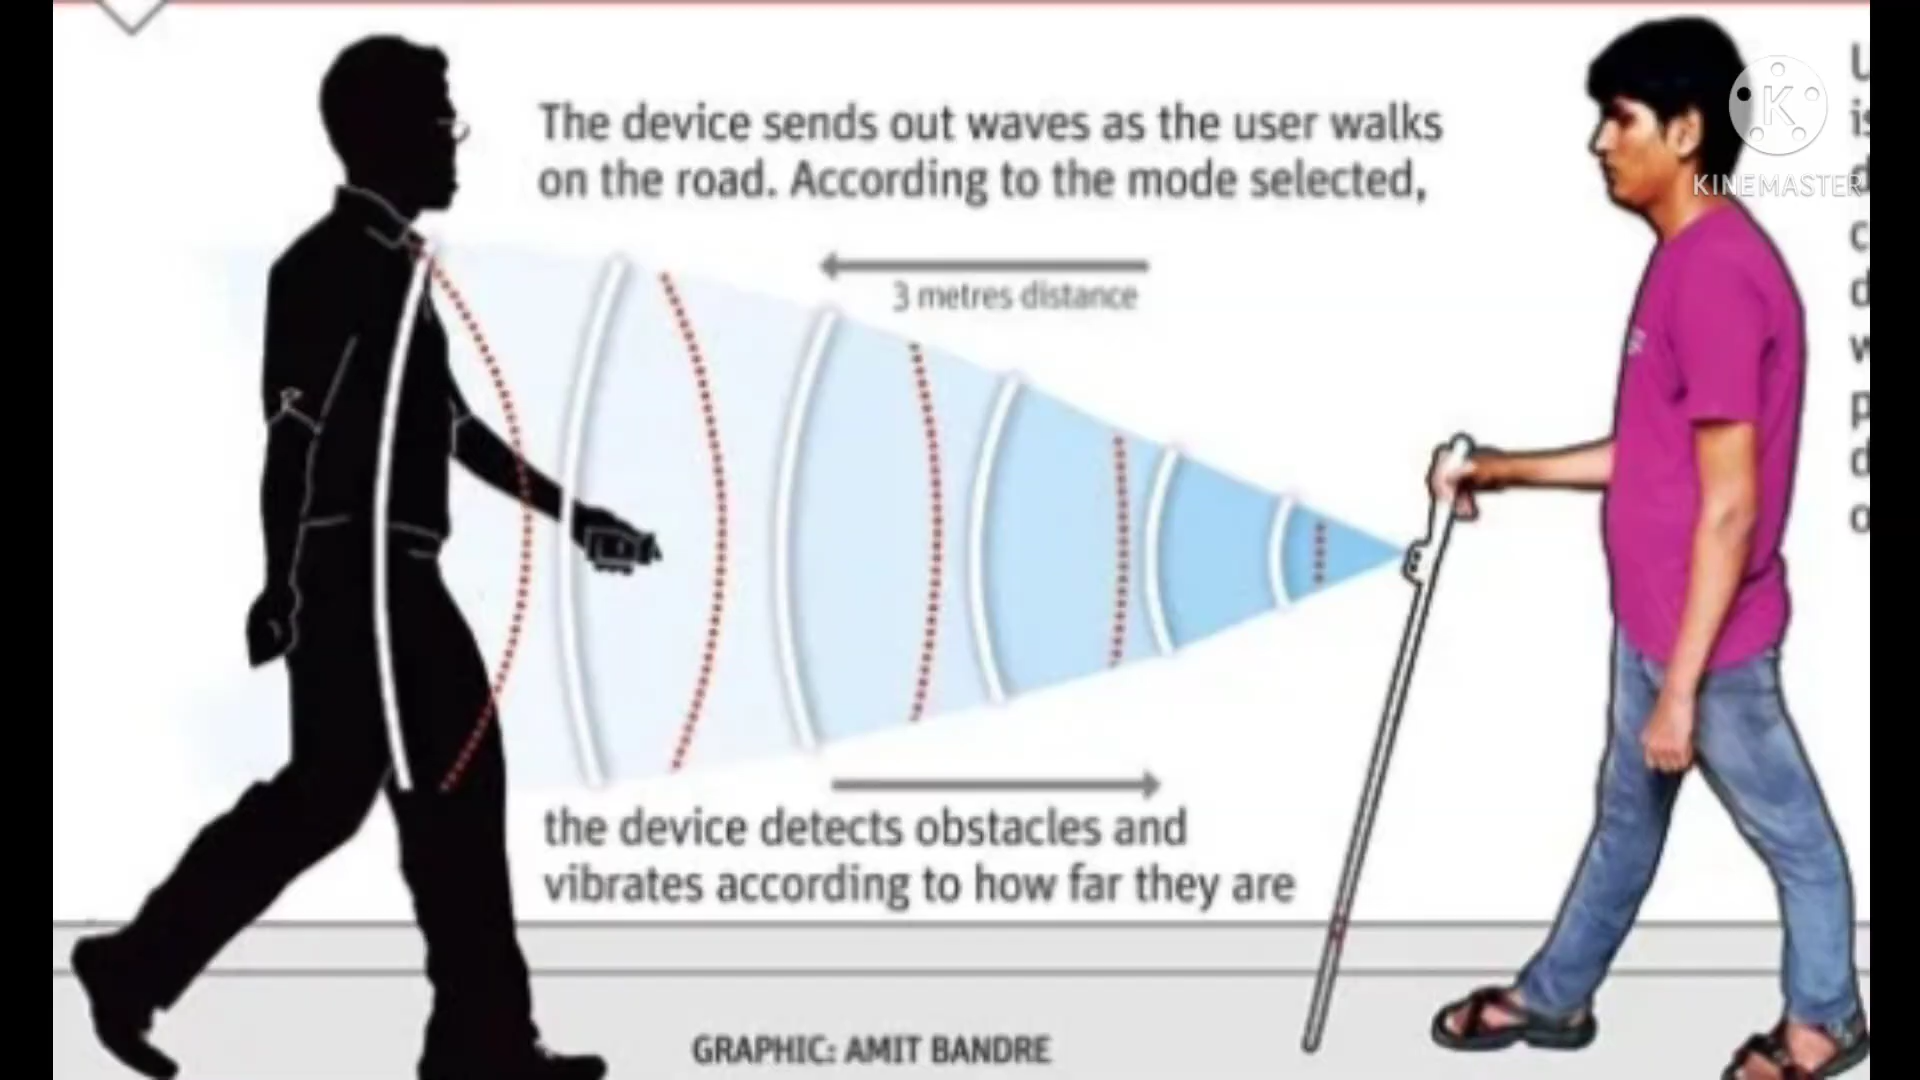 The device sends out waves as the user walks
on the road. According to the mode selected,
3 metres distance
the device detects obstacles and
vibrates according to how far they are
GRAPHIC: AMIT BANDRE
K
KINEMASTER